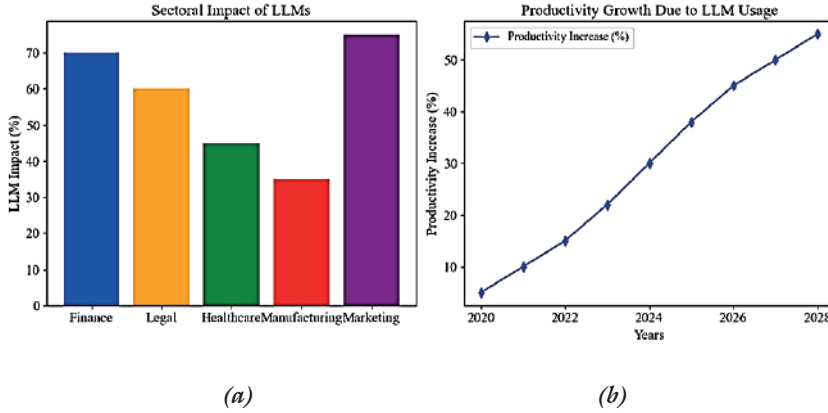 Sectoral Impact of LLMs
LLM Impact (%)
70
60
50
40
30
20
10
0
Finance Legal Healthcare Manufacturing Marketing
(a)
Productivity Growth Due to LLM Usage
Productivity Increase (%)
Productivity Increase (%)
50
40
30
20
10
2020 2022 2024 2026 2028
Years
(b)